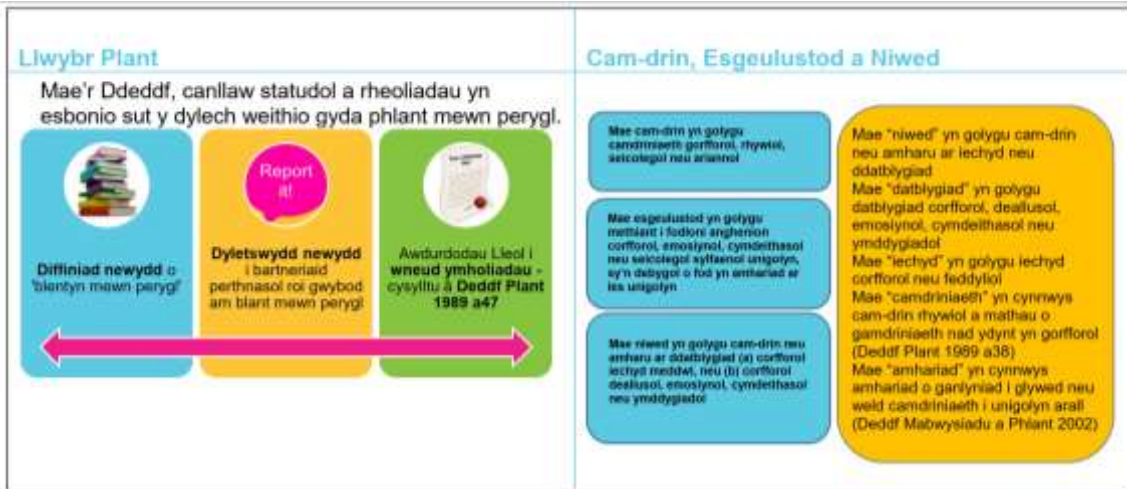 Llwybr Plant
Mae'r Ddeddf, canllaw statudol a rheoliadau yn
esbonio sut y dylech weithio gyda phlant mewn perygl.
Diffiniad newydd o
'blentyn mewn perygl'
Report
it!
Dyletswydd newydd
i bartneriaid
perthnasol roi gwybod
am blant mewn perygl
Awdurdodau Lleol i
wneud ymholiadau -
cysylltu â Deddf Plant
1989 a47
Cam-drin, Esgeulustod a Niwed
Mae cam-drin yn golygu
camdriniaeth gorfforol, rhywiol,
seicolegol neu ariannol
Mae esgeulustod yn golygu
methiant i fodloni anghenion
corfforol, emosiynol, cymdeithasol
neu seicolegol sylfaenol unigolyn,
sy'n debygol o fod yn amhariad ar
les unigolyn
Mae niwed yn golygu cam-drin neu
amharu ar ddatblygiad (a) corfforol
iechyd meddwl, neu (b) corfforol
deallusol, emosiynol, cymdeithasol
neu ymddygiadol
Mae "niwed" yn golygu cam-drin
neu amharu ar iechyd neu
ddatblygiad
Mae "datblygiad" yn golygu
datblygiad corfforol, deallusol,
emosiynol, cymdeithasol neu
ymddygiadol
Mae "iechyd" yn golygu iechyd
corfforol neu feddyliol
Mae "camdriniaeth" yn cynnwys
cam-drin rhywiol a mathau o
gamdriniaeth nad ydynt yn gorfforol
(Deddf Plant 1989 a38)
Mae "amhariad" yn cynnwys
amhariad o ganlyniad i glywed neu
weld camdriniaeth i unigolyn arall
(Deddf Mabwysiadu a Phlant 2002)